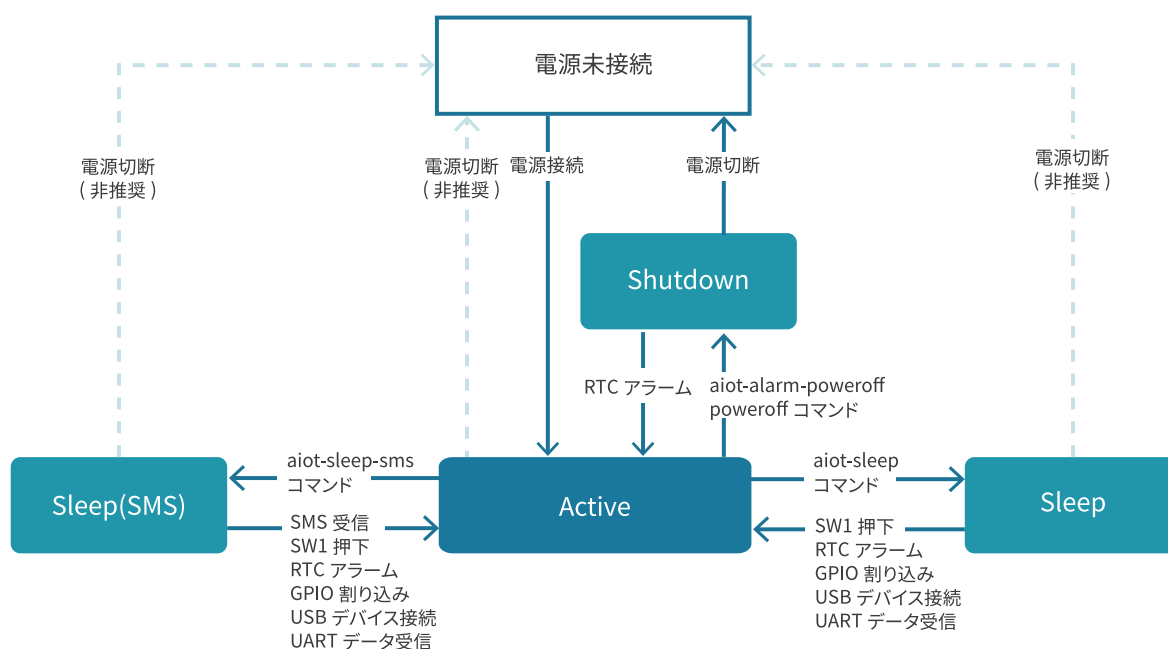 電源未接続
電源切断
( 非推奨 )
電源切断
( 非推奨 )
電源接続
電源切断
電源切断
( 非推奨 )
Shutdown
RTC アラーム
aiot-alarm-poweroff
poweroff コマンド
aiot-sleep-sms
コマンド
aiot-sleep
コマンド
Sleep(SMS)
Active
Sleep
SMS 受信
SW1 押下
RTC アラーム
GPIO 割り込み
USB デバイス接続
UART データ受信
SW1 押下
RTC アラーム
GPIO 割り込み
USB デバイス接続
UART データ受信